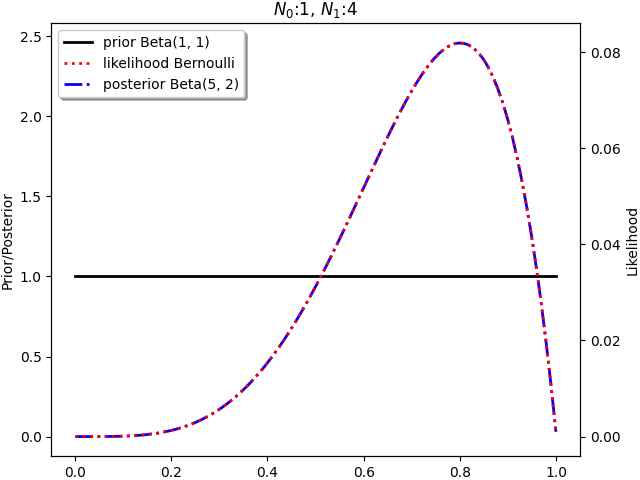 N₀:1, N₁:4
prior Beta(1, 1)
likelihood Bernoulli
posterior Beta(5, 2)
Prior/Posterior
2.5
2.0
1.5
1.0
0.5
0.0
0.08
0.06
0.04
0.02
0.00
Likelihood
0.0 0.2 0.4 0.6 0.8 1.0